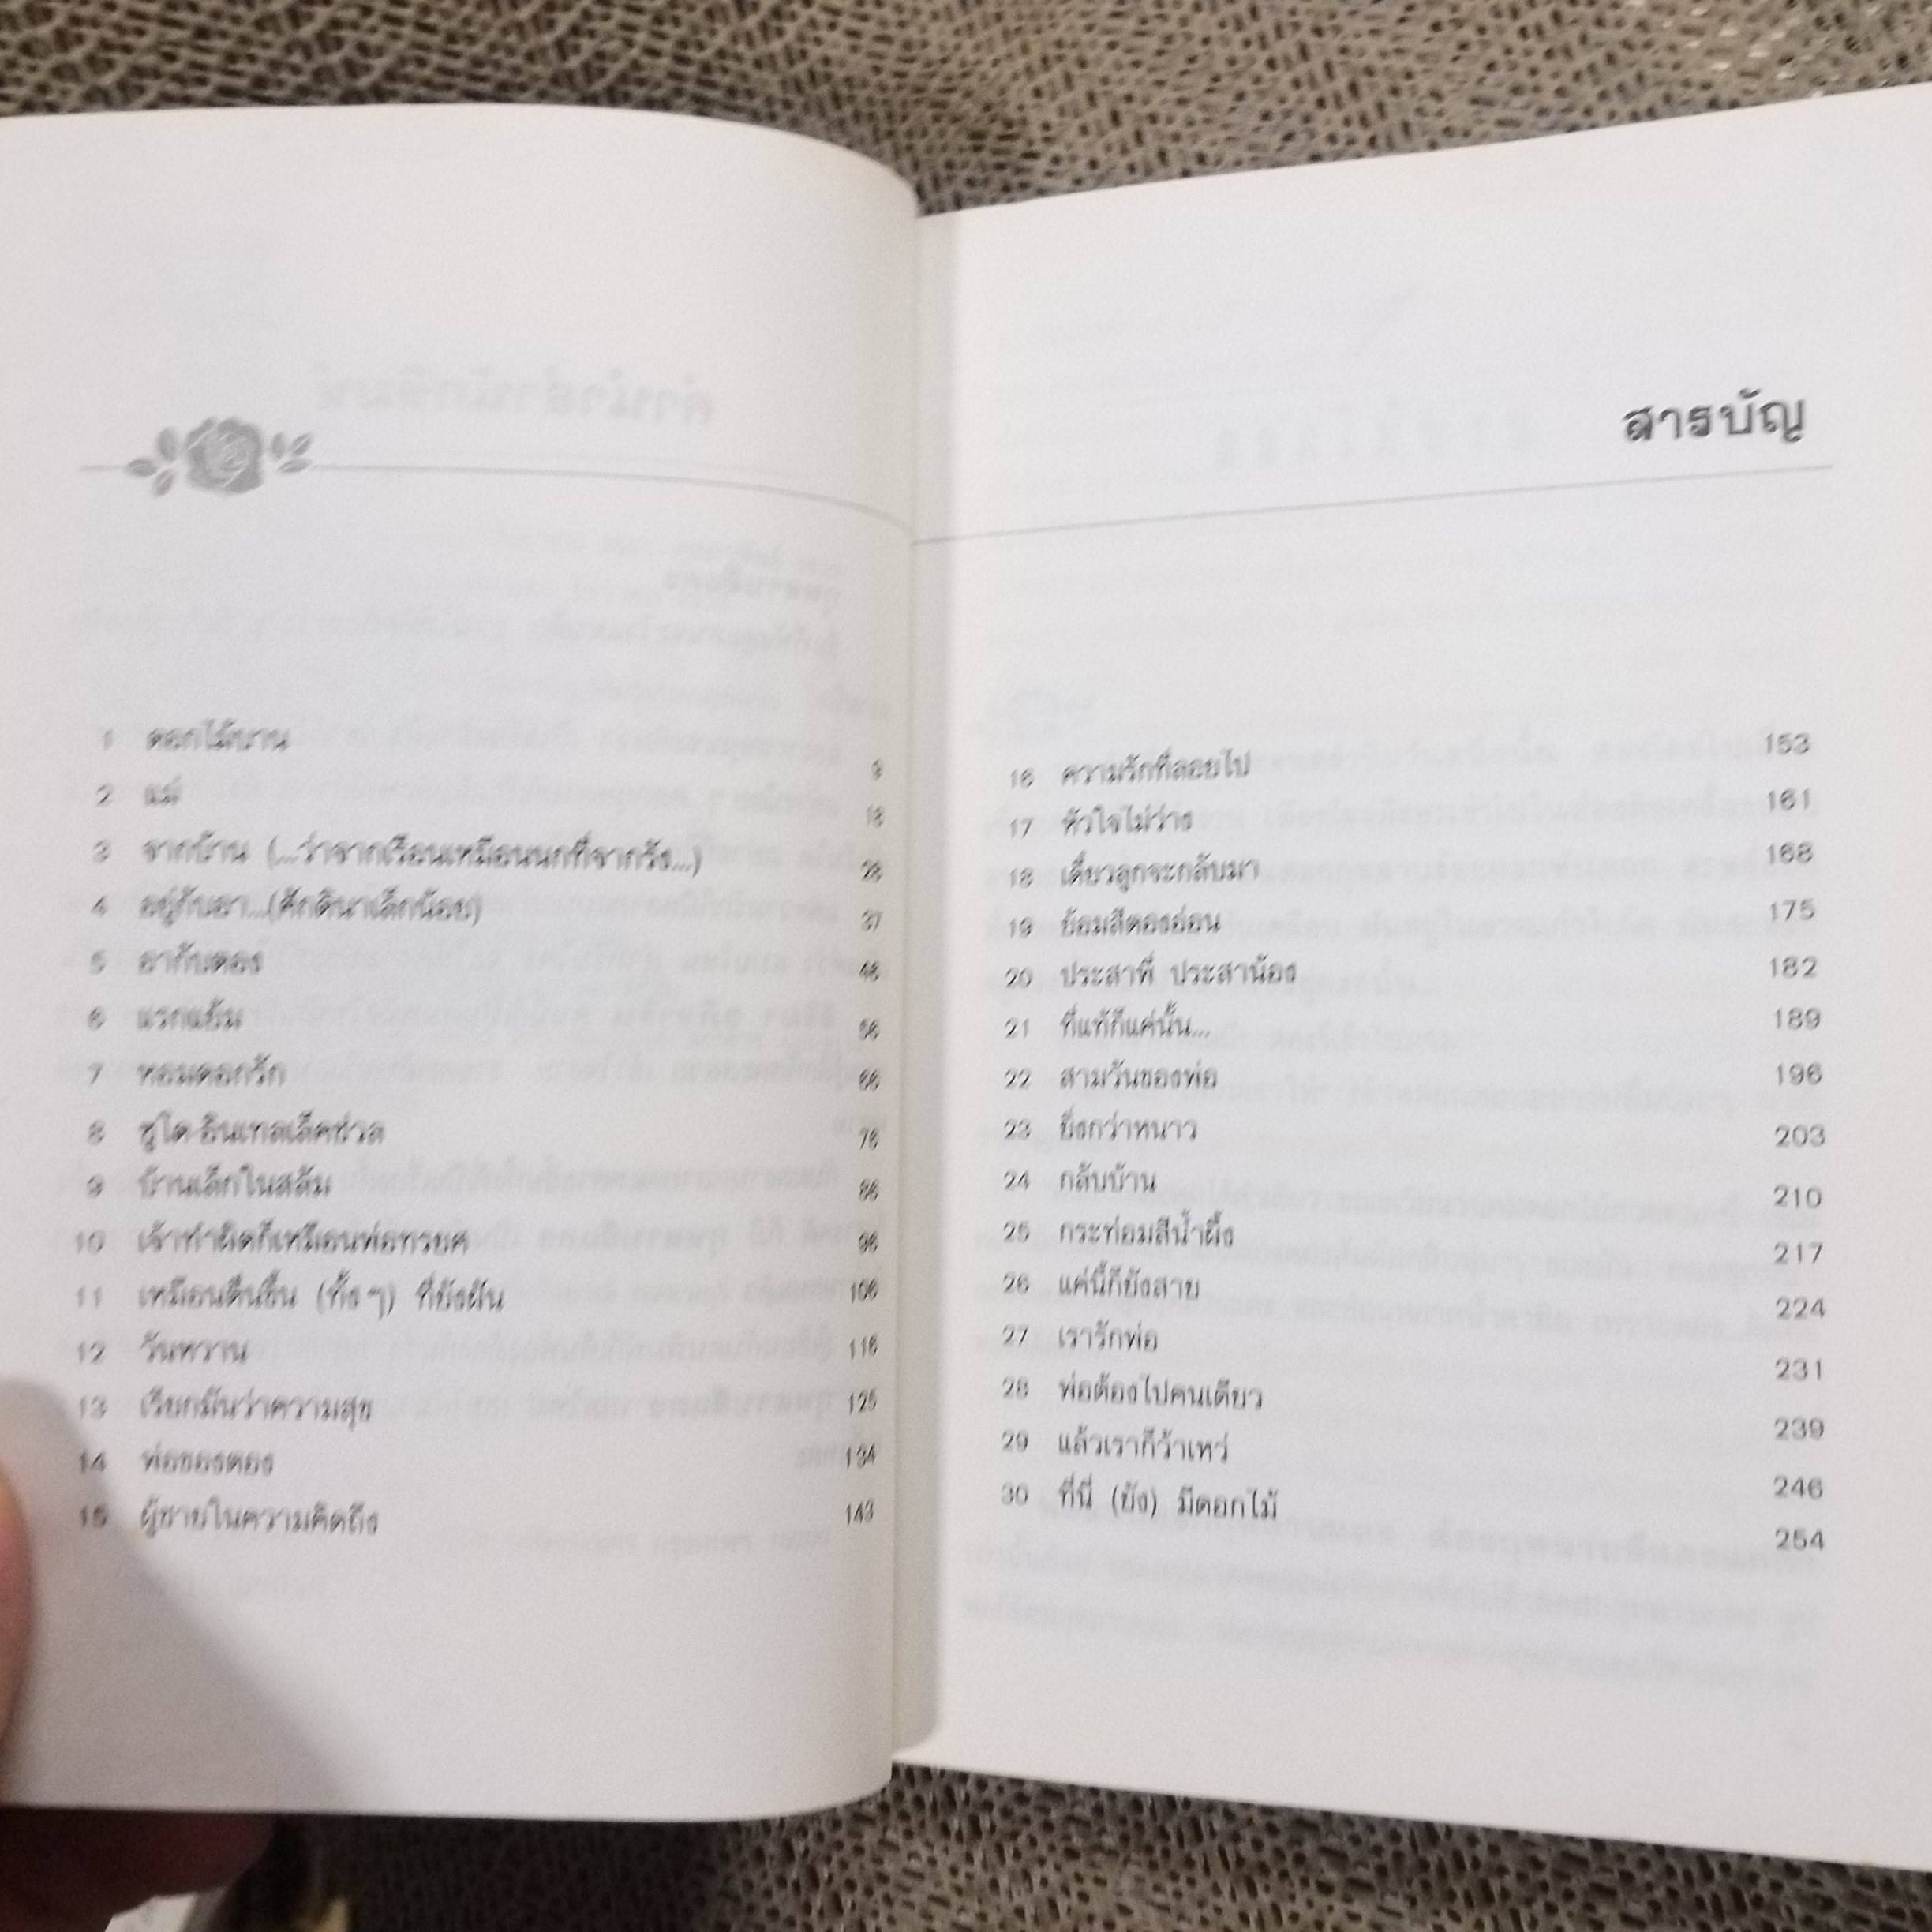 สารบัญ
1 ดอกไม้บาน 9
2 แม่ 18
3 จากบ้าน (...ว่าจากเรือนเหมือนนกที่จากรัง...) 28
4 อยู่กับอา...(ศักดินาเด็กน้อย) 37
5 อากับตอง 48
6 แรกแย้ม 58
7 หอมดอกรัก 68
8 ซูโด-อินเทลเล็คช่วล 78
9 บ้านเล็กในสลัม 88
10 เจ้าทำผิดก็เหมือนพ่อทรยศ 98
11 เหมือนตื่นขึ้น (ทั้งๆ) ที่ยังฝัน 108
12 วันหวาน 118
13 เรียกมันว่าความสุข 125
14 พ่อของตอง 134
15 ผู้ชายในความคิดถึง 143
16 ความรักที่ลอยไป 153
17 หัวใจไม่ว่าง 161
18 เดี๋ยวลูกจะกลับมา 168
19 ย้อมสีตองอ่อน 175
20 ประสาพี่ ประสาน้อง 182
21 ที่แท้ก็แค่นั้น... 189
22 สามวันของพ่อ 196
23 ยิ่งกว่าหนาว 203
24 กลับบ้าน 210
25 กระท่อมสีน้ำผึ้ง 217
26 แค่นี้ก็ยังสาย 224
27 เรารักพ่อ 231
28 พ่อต้องไปคนเดียว 239
29 แล้วเราก็ว้าเหว่ 246
30 ที่นี่ (ยัง) มีดอกไม้ 254